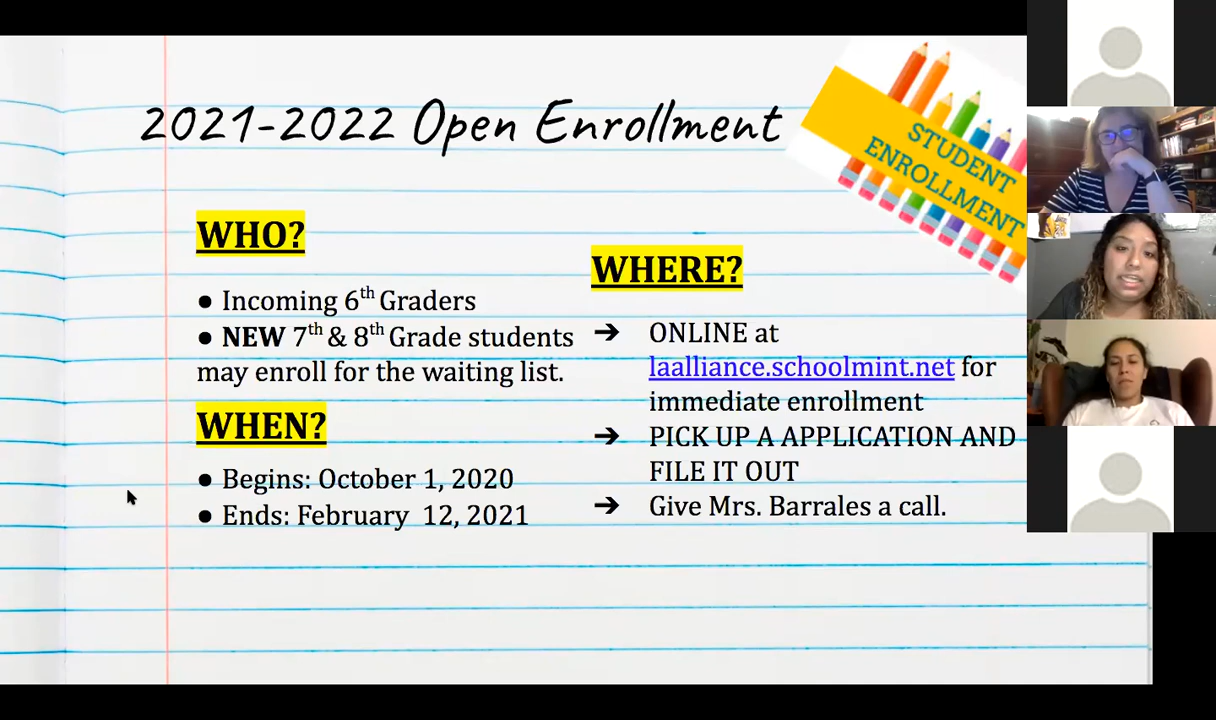 2021-2022 Open Enrollment
STUDENT
ENROLLMENT
WHO?
● Incoming 6th Graders
● NEW 7th & 8th Grade students
may enroll for the waiting list.
WHEN?
● Begins: October 1, 2020
● Ends: February 12, 2021
WHERE?
➔ ONLINE at
laalliance.schoolmint.net for
immediate enrollment
➔ PICK UP A APPLICATION AND
FILE IT OUT
➔ Give Mrs. Barrales a call.